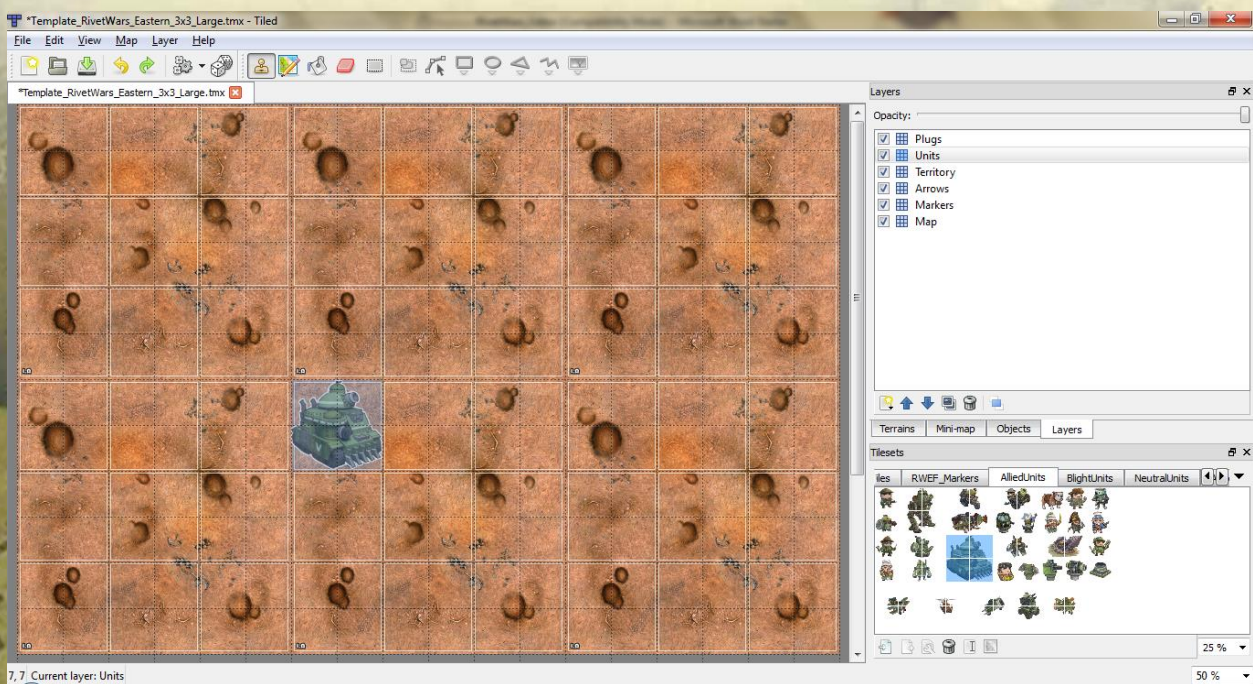 *Template_RivetWars_Eastern_3x3_Large.tmx - Tiled
File Edit View Map Layer Help
*Template_RivetWars_Eastern_3x3_Large.tmx
Layers
Opacity:
Plugs
Units
Territory
Arrows
Markers
Map
Terrains Mini-map Objects Layers
Tilesets
iles RWEF_Markers AlliedUnits BlightUnits NeutralUnits
25 %
7, 7 Current layer: Units
50 %